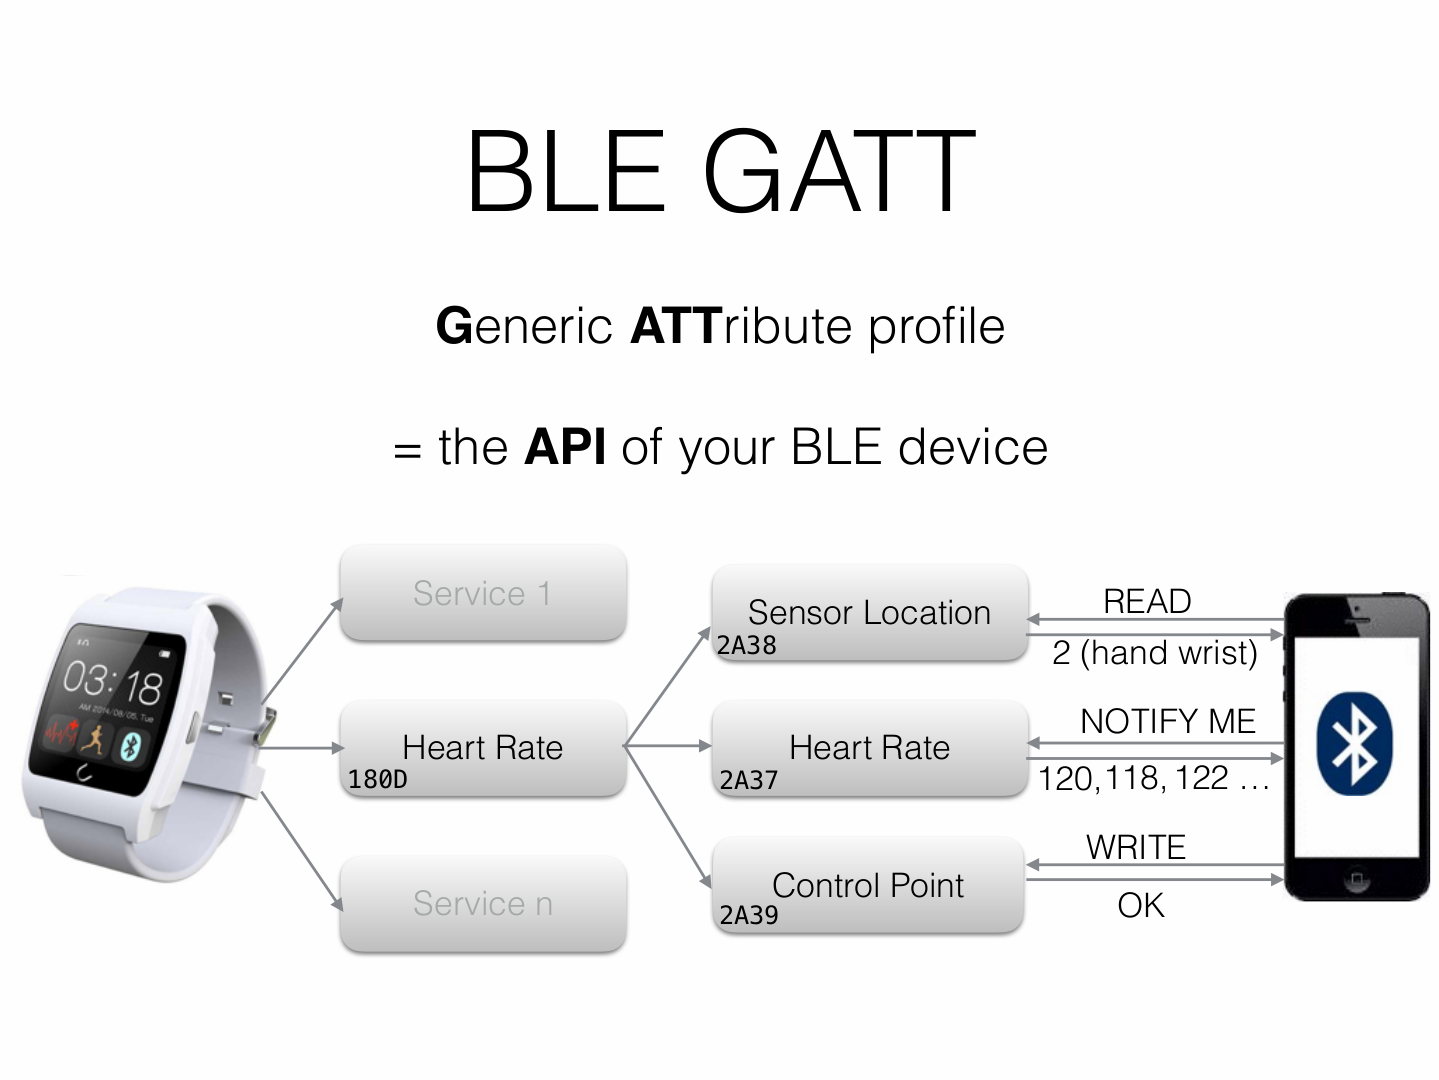 BLE GATT
Generic ATTribute profile
= the API of your BLE device
Service 1
Heart Rate
180D
Service n
Sensor Location
2A38
Heart Rate
2A37
Control Point
2A39
READ
2 (hand wrist)
NOTIFY ME
120, 118, 122 ...
WRITE
OK
03:18
AM 2014/08/05. Tue